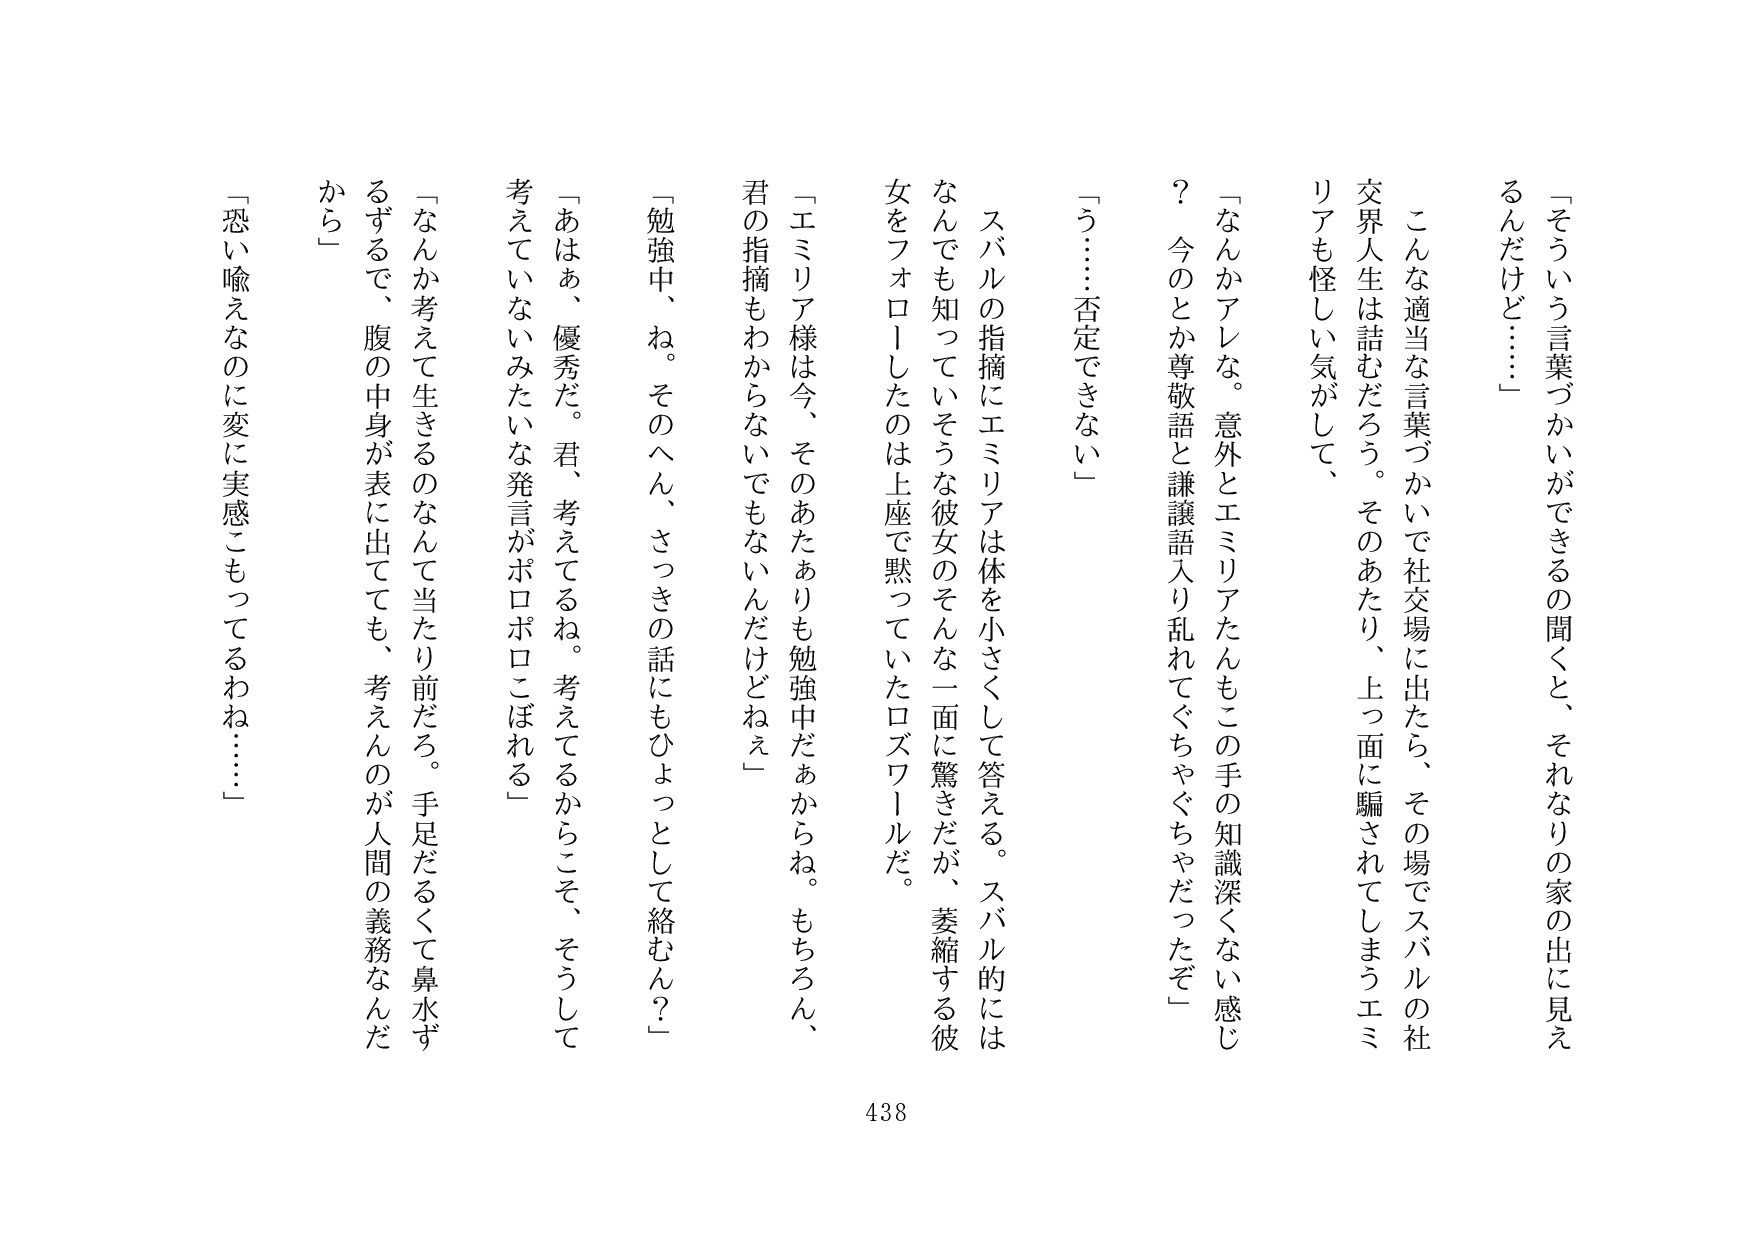 「そういう言葉づかいができるの聞くと、それなりの家の出に見え
るんだけど……」
　こんな適当な言葉づかいで社交場に出たら、その場でスバルの社
交界人生は詰むだろう。そのあたり、上っ面に騙されてしまうエミ
リアも怪しい気がして、
「なんかアレな。意外とエミリアたんもこの手の知識深くない感じ
？　今のとか尊敬語と謙譲語入り乱れてぐちゃぐちゃだったぞ」
「う……否定できない」
　スバルの指摘にエミリアは体を小さくして答える。スバル的には
なんでも知っていそうな彼女のそんな一面に驚きだが、萎縮する彼
女をフォローしたのは上座で黙っていたロズワールだ。
「エミリア様は今、そのあたぁりも勉強中だぁからね。もちろん、
君の指摘もわからないでもないんだけどねぇ」
「勉強中、ね。そのへん、さっきの話にもひょっとして絡むん？」
「あはぁ、優秀だ。君、考えてるね。考えてるからこそ、そうして
考えていないみたいな発言がポロポロこぼれる」
「なんか考えて生きるのなんて当たり前だろ。手足だるくて鼻水ず
るずるで、腹の中身が表に出てても、考えんのが人間の義務なんだ
から」
「恐い喩えなのに変に実感こもってるわね……」
438